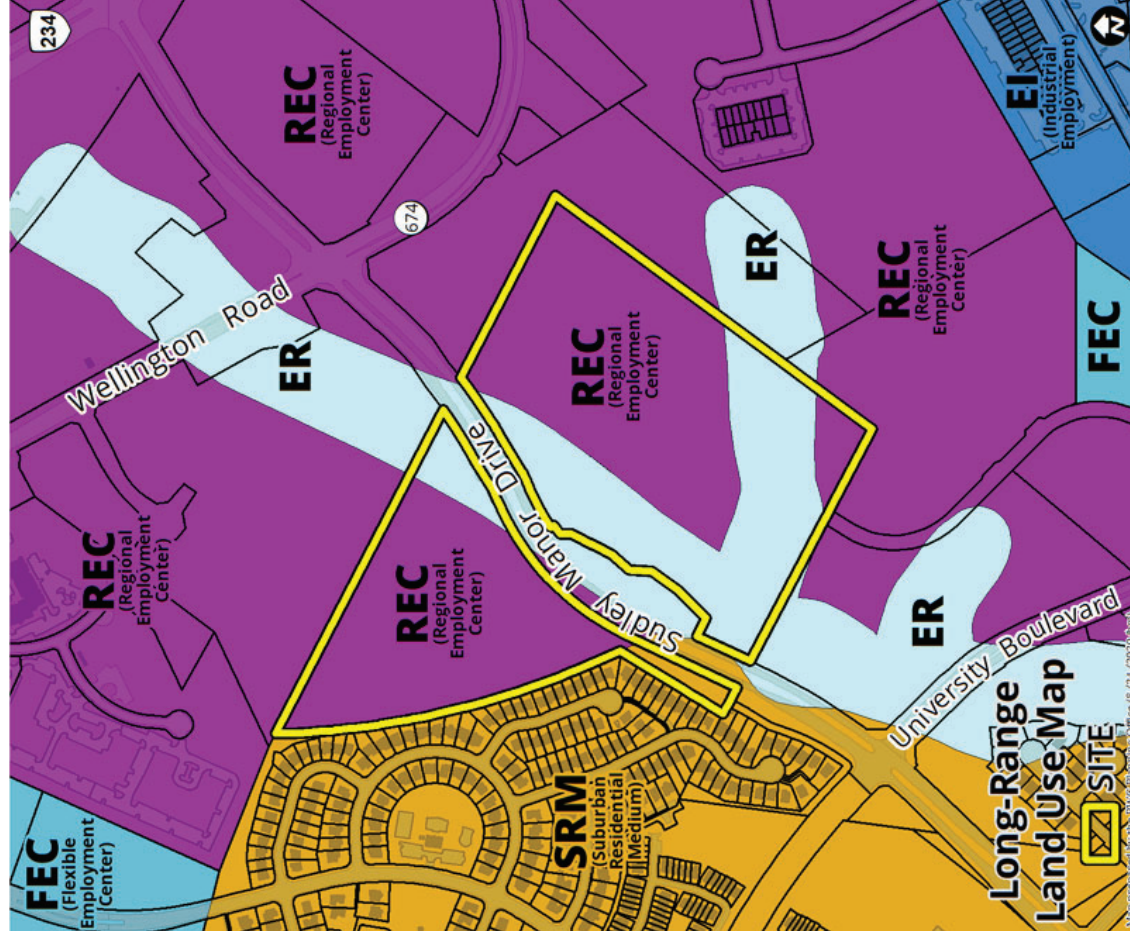 234
REC
(Regional
Employment
Center)
674
Wellington Road
ER
REC
(Regional
Employment
Center)
REC
(Regional
Employment
Center)
REC
(Regional
Employment
Center)
Sudley Manor Drive
ER
REC
(Regional
Employment
Center)
EI
(Industrial
Employment)
FEC
ER
University Boulevard
FEC
(Flexible
Employment
Center)
SRM
(Suburban
Residential
Medium)
Long-Range
Land Use Map
SITE
N